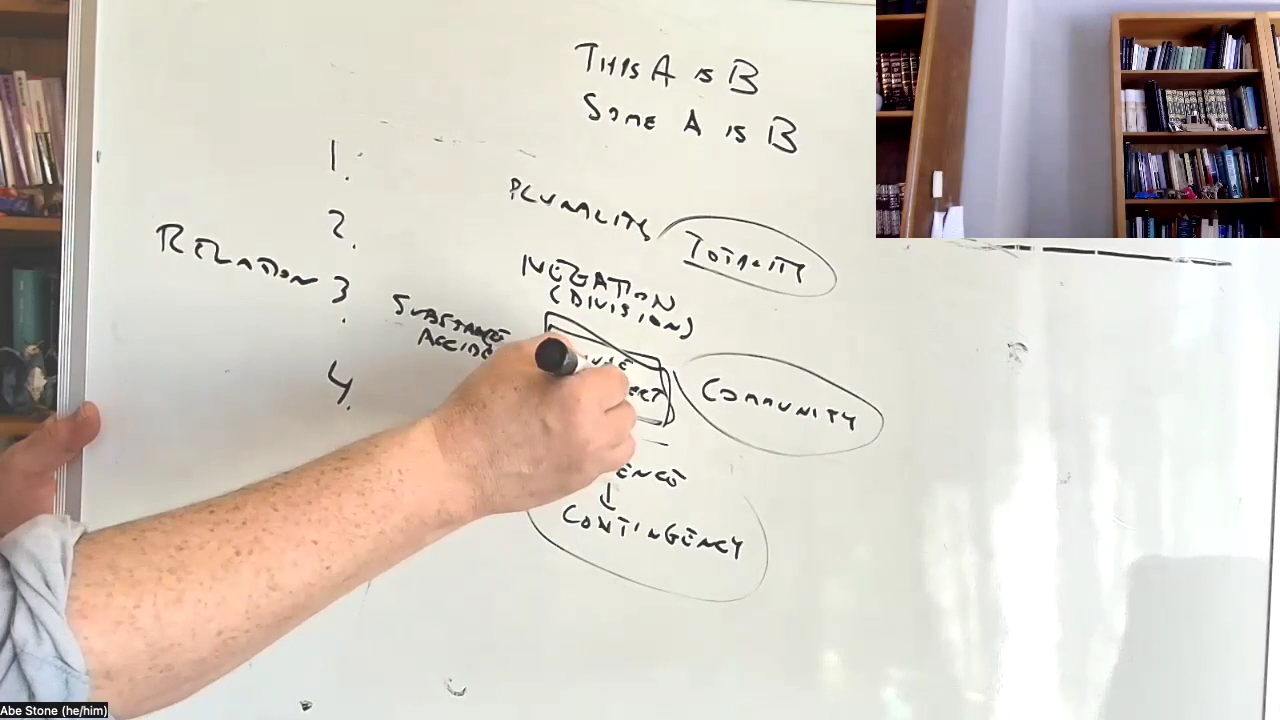 THIS A IS B
SOME A IS B
1.
2.
PLURALITY
TOTALITY
RELATION 3.
NEGATION
(DIVISION)
SUBSTANCE
4.
COMMUNITY
CONTINGENCY
Abe Stone (he/him)